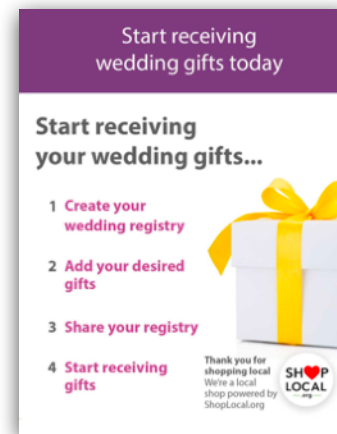 Start receiving
wedding gifts today
Start receiving
your wedding gifts...
1 Create your
wedding registry
2 Add your desired
gifts
3 Share your registry
4 Start receiving
gifts
Thank you for
shopping local
We're a local
shop powered by
ShopLocal.org
SH❤P
LOCAL
.org